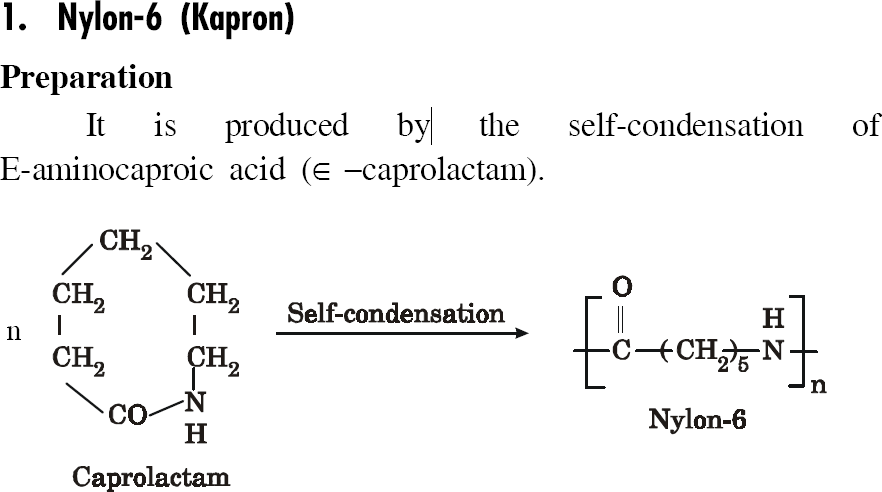 1. Nylon-6 (Kapron)
Preparation
It is produced by the self-condensation of
E-aminocaproic acid (∈ –caprolactam).
CH2
CH2 CH2
n
CH2 CH2
CO N
H
Caprolactam
Self-condensation
O
H
C (CH2)5 N
n
Nylon-6